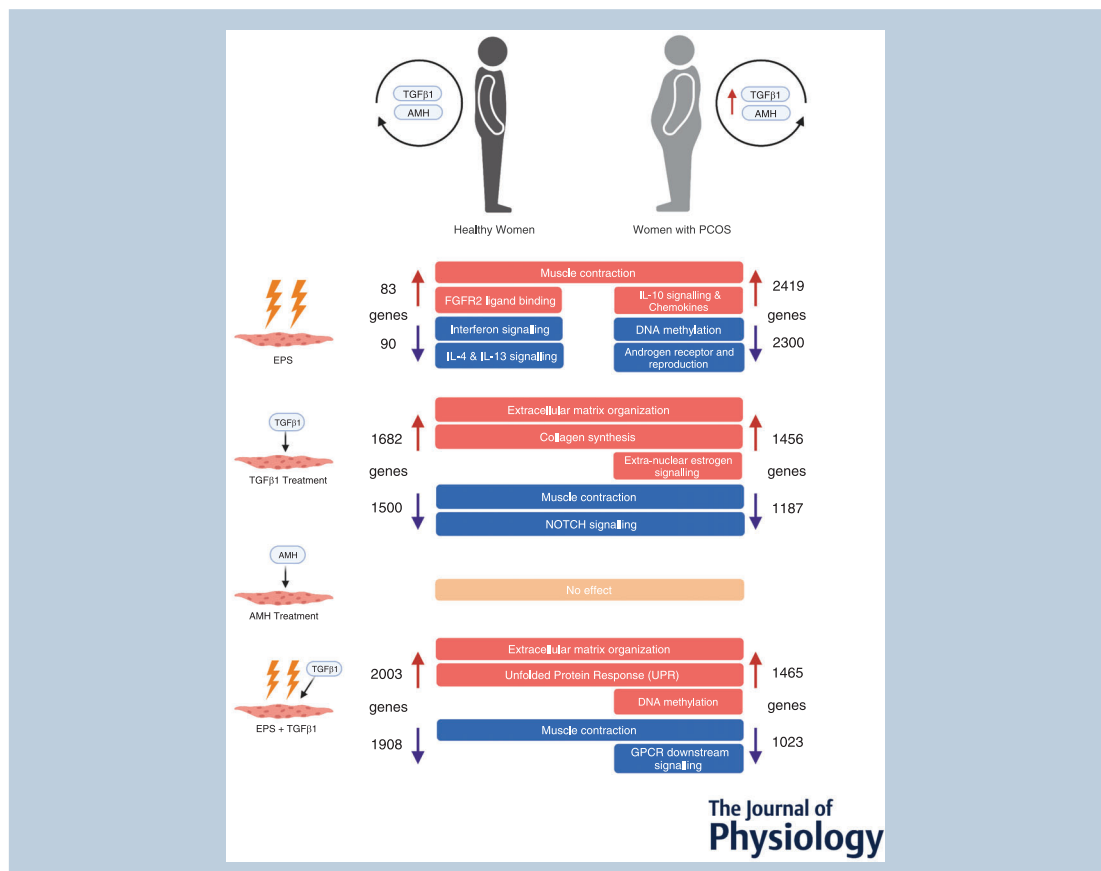 TGFβ1
AMH
TGFβ1
AMH
Healthy Women
Women with PCOS
EPS
83
genes
90
Muscle contraction
FGFR2 ligand binding
Interferon signalling
IL-4 & IL-13 signalling
IL-10 signalling &
Chemokines
DNA methylation
Androgen receptor and
reproduction
2419
genes
2300
TGFβ1
TGFβ1 Treatment
1682
genes
1500
Extracellular matrix organization
Collagen synthesis
Extra-nuclear estrogen
signalling
Muscle contraction
NOTCH signalling
1456
genes
1187
AMH
AMH Treatment
No effect
TGFβ1
EPS + TGFβ1
2003
genes
1908
Extracellular matrix organization
Unfolded Protein Response (UPR)
DNA methylation
Muscle contraction
GPCR downstream
signalling
1465
genes
1023
The Journal of
Physiology